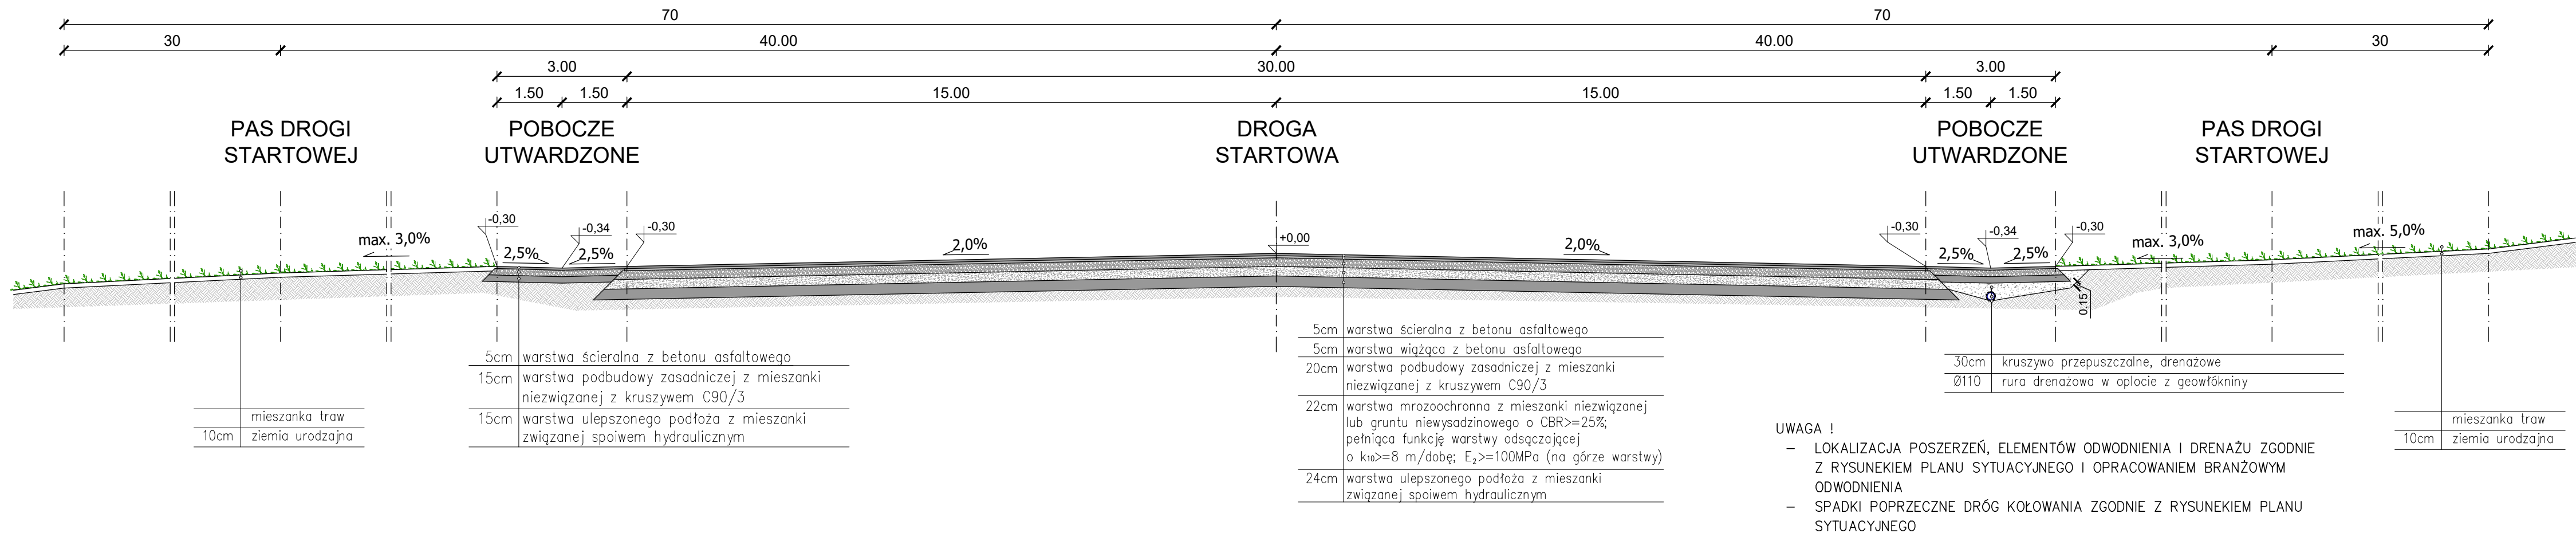 70 70
30 40.00 40.00 30
3.00 30.00 3.00
1.50 1.50 15.00 15.00 1.50 1.50
PAS DROGI
STARTOWEJ
POBOCZE
UTWARDZONE
DROGA
STARTOWA
POBOCZE
UTWARDZONE
PAS DROGI
STARTOWEJ
max. 3,0%
-0,30
2,5%
-0,34
2,5%
-0,30
2,0%
+0,00
2,0%
-0,30
2,5%
-0,34
2,5%
-0,30
max. 3,0%
max. 5,0%
0.15
mieszanka traw
10cm ziemia urodzajna
5cm warstwa ścieralna z betonu asfaltowego
15cm warstwa podbudowy zasadniczej z mieszanki
niezwiązanej z kruszywem C90/3
15cm warstwa ulepszonego podłoża z mieszanki
związanej spoiwem hydraulicznym
5cm warstwa ścieralna z betonu asfaltowego
5cm warstwa wiążąca z betonu asfaltowego
20cm warstwa podbudowy zasadniczej z mieszanki
niezwiązanej z kruszywem C90/3
22cm warstwa mrozoochronna z mieszanki niezwiązanej
lub gruntu niewysadzinowego o CBR>=25%;
pełniąca funkcję warstwy odsączającej
o k₁₀>=8 m/dobę; E₂>=100MPa (na górze warstwy)
24cm warstwa ulepszonego podłoża z mieszanki
związanej spoiwem hydraulicznym
30cm kruszywo przepuszczalne, drenażowe
Ø110 rura drenażowa w oplocie z geowłókniny
UWAGA !
– LOKALIZACJA POSZERZEŃ, ELEMENTÓW ODWODNIENIA I DRENAŻU ZGODNIE
Z RYSUNEKIEM PLANU SYTUACYJNEGO I OPRACOWANIEM BRANŻOWYM
ODWODNIENIA
– SPADKI POPRZECZNE DRÓG KOŁOWANIA ZGODNIE Z RYSUNEKIEM PLANU
SYTUACYJNEGO
mieszanka traw
10cm ziemia urodzajna